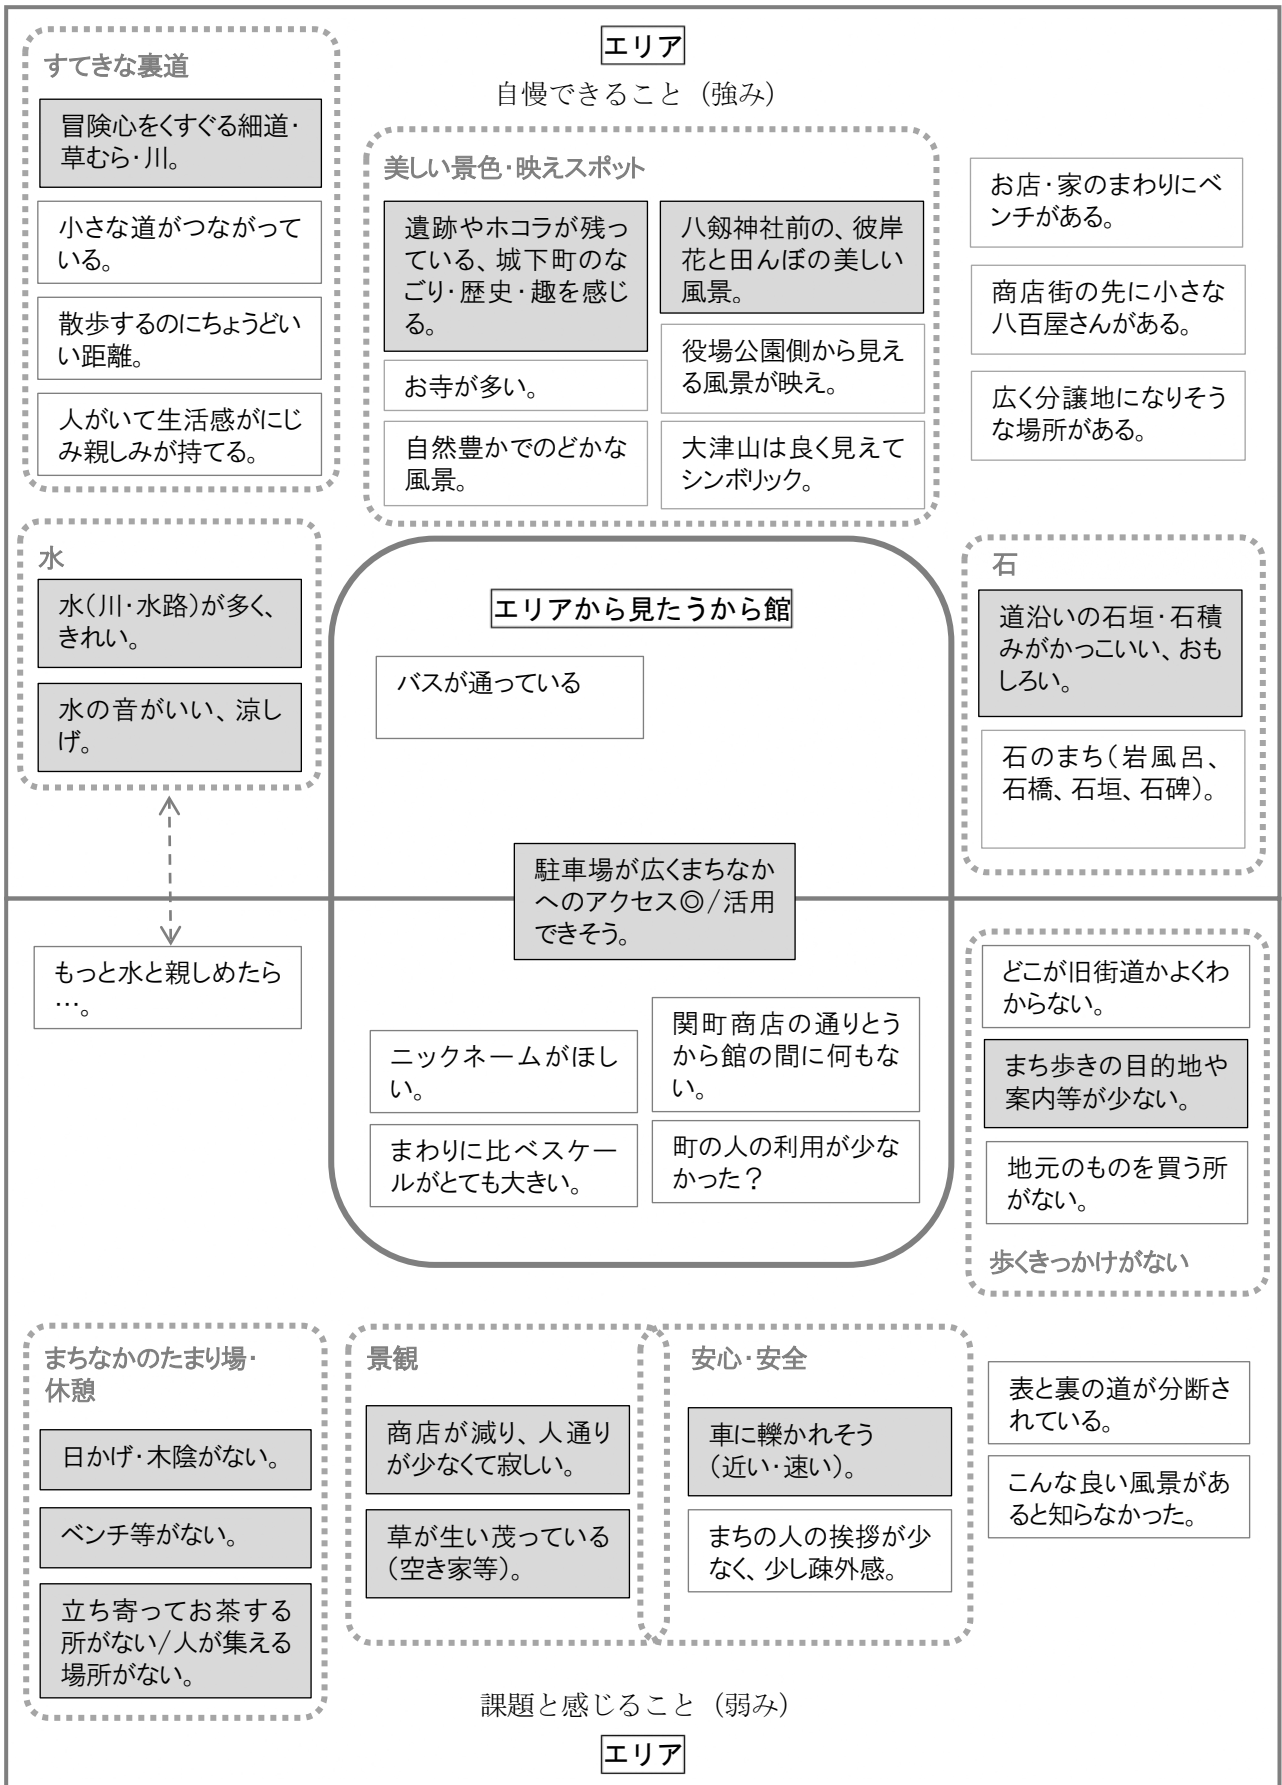 エリア
自慢できること（強み）
すてきな裏道
冒険心をくすぐる細道・
草むら・川。
小さな道がつながって
いる。
散歩するのにちょうどい
い距離。
人がいて生活感がにじ
み親しみが持てる。
美しい景色・映えスポット
遺跡やホコラが残っ
ている、城下町のな
ごり・歴史・趣を感じ
る。
お寺が多い。
自然豊かでのどかな
風景。
八剱神社前の、彼岸
花と田んぼの美しい
風景。
役場公園側から見え
る風景が映え。
大津山は良く見えて
シンボリック。
お店・家のまわりにベ
ンチがある。
商店街の先に小さな
八百屋さんがある。
広く分譲地になりそう
な場所がある。
水
水（川・水路）が多く、
きれい。
水の音がいい、涼し
げ。
エリアから見たうから館
バスが通っている
石
道沿いの石垣・石積
みがかっこいい、おも
しろい。
石のまち（岩風呂、
石橋、石垣、石碑）。
駐車場が広くまちなか
へのアクセス◎/活用
できそう。
もっと水と親しめたら
…。
ニックネームがほし
い。
まわりに比べスケー
ルがとても大きい。
関町商店の通りとう
から館の間に何もな
い。
町の人の利用が少な
かった？
どこが旧街道かよくわ
からない。
まち歩きの目的地や
案内等が少ない。
地元のものを買う所
がない。
歩くきっかけがない
まちなかのたまり場・
休憩
日かげ・木陰がない。
ベンチ等がない。
立ち寄ってお茶する
所がない/人が集える
場所がない。
景観
商店が減り、人通り
が少なくて寂しい。
草が生い茂っている
（空き家等）。
安心・安全
車に轢かれそう
（近い・速い）。
まちの人の挨拶が少
なく、少し疎外感。
表と裏の道が分断さ
れている。
こんな良い風景があ
ると知らなかった。
課題と感じること（弱み）
エリア